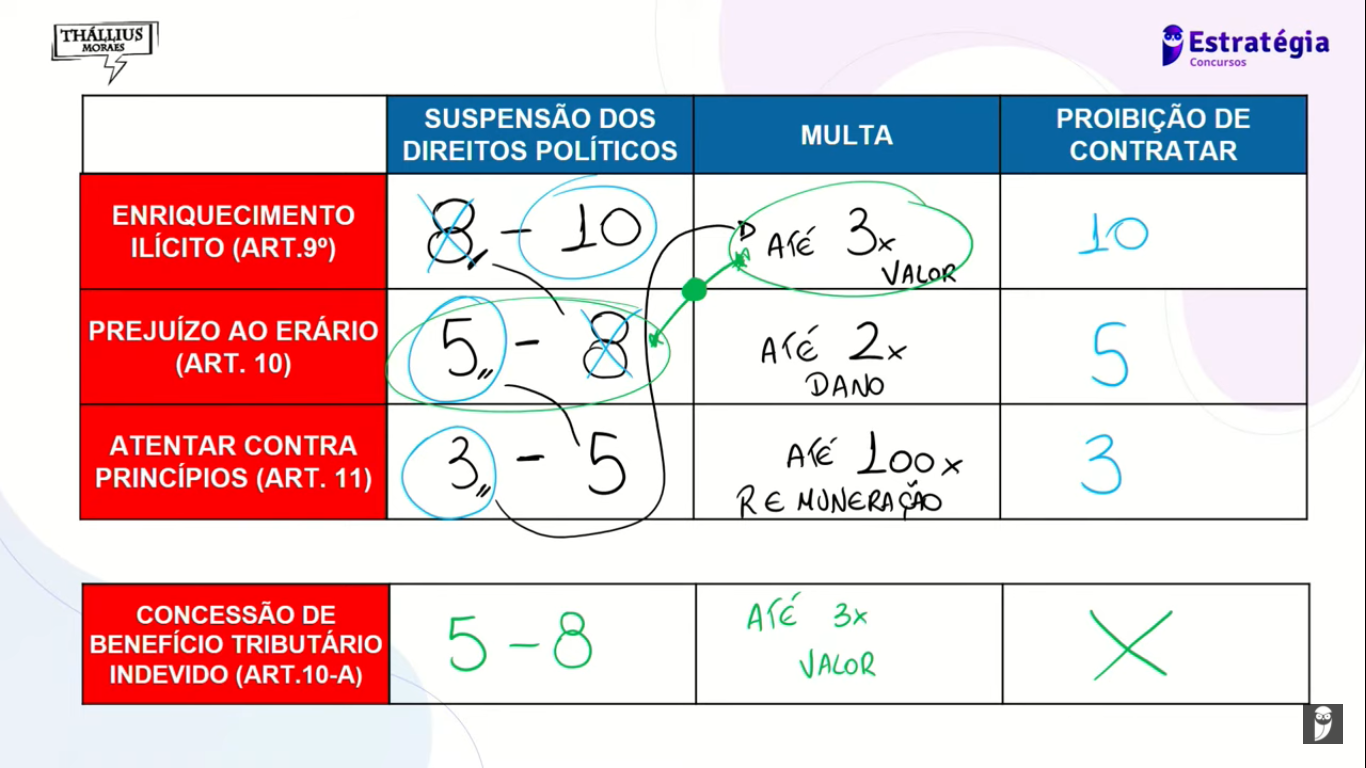 THÁLLIUS
MORAES
Estratégia
Concursos
SUSPENSÃO DOS
DIREITOS POLÍTICOS
MULTA
PROIBIÇÃO DE
CONTRATAR
ENRIQUECIMENTO
ILÍCITO (ART.9º)
8 - 10
ATÉ 3x
VALOR
10
PREJUÍZO AO ERÁRIO
(ART. 10)
5 - 8
ATÉ 2x
DANO
5
ATENTAR CONTRA
PRINCÍPIOS (ART. 11)
3 - 5
ATÉ 100x
REMUNERAÇÃO
3
CONCESSÃO DE
BENEFÍCIO TRIBUTÁRIO
INDEVIDO (ART.10-A)
5 - 8
ATÉ 3x
VALOR
X